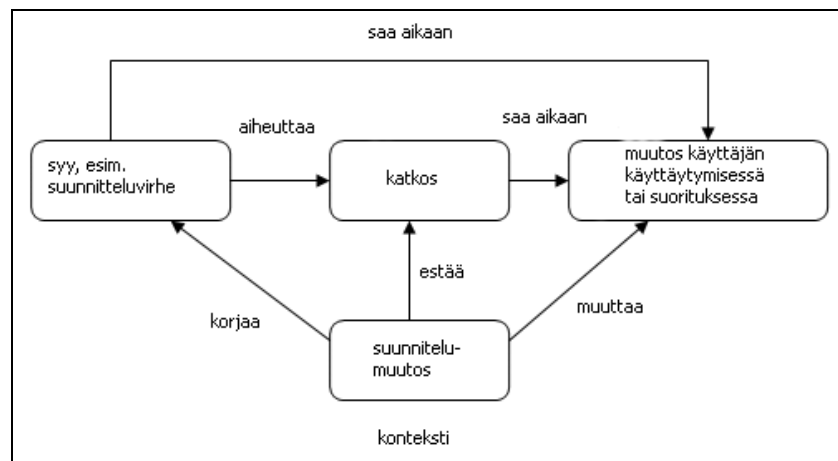 saa aikaan
aiheuttaa
saa aikaan
syy, esim.
suunnitteluvirhe
katkos
muutos käyttäjän
käyttäytymisessä
tai suorituksessa
korjaa
estää
muuttaa
suunnitelu-
muutos
konteksti